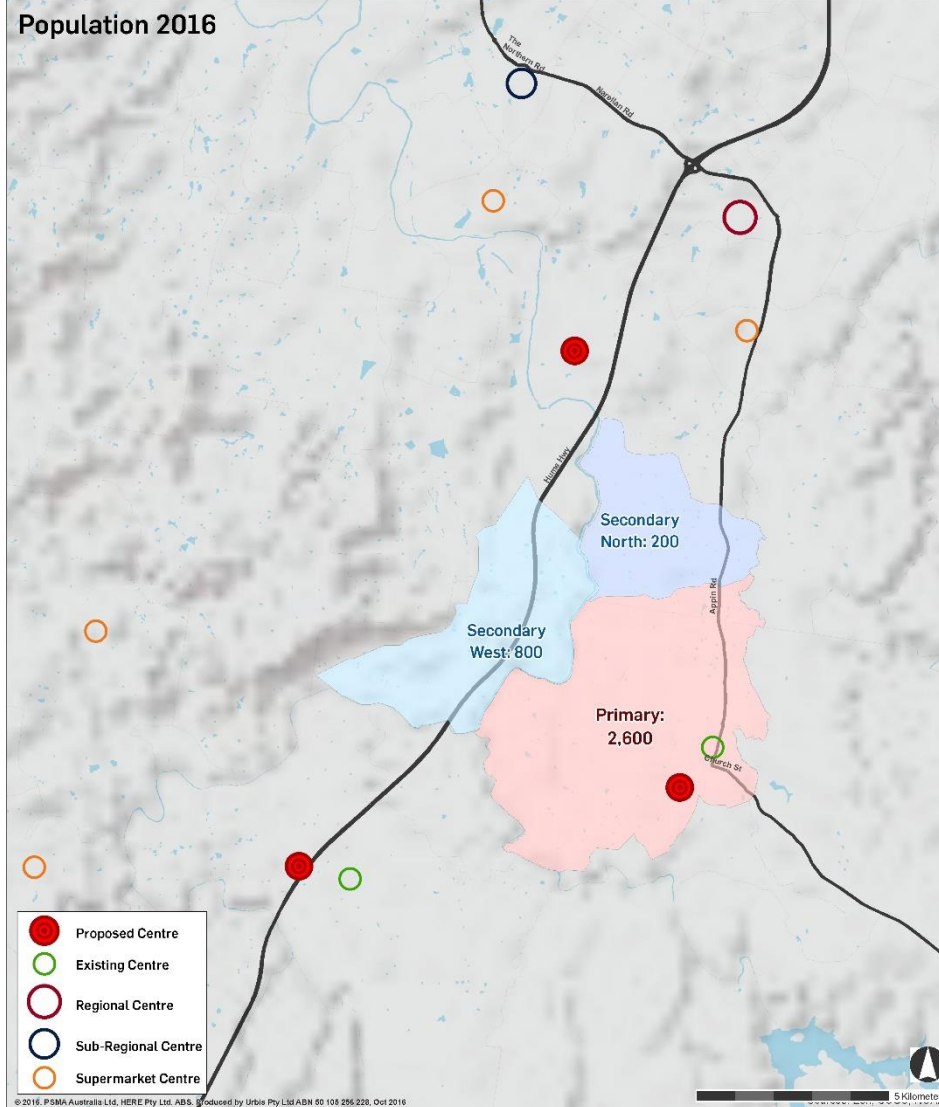 Population 2016
The
Northern Rd
Narellan Rd
Hume Hwy
Secondary
North: 200
Appin Rd
Secondary
West: 800
Primary:
2,600
Church St
Proposed Centre
Existing Centre
Regional Centre
Sub-Regional Centre
Supermarket Centre
5 Kilomete
© 2016. PSMA Australia Ltd, HERE Pty Ltd. ABS. Produced by Urbis Pty Ltd ABN 50 105 256 228, Oct 2016